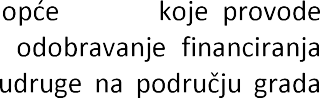 opće koje provode
odobravanje financiranja
udruge na području grada